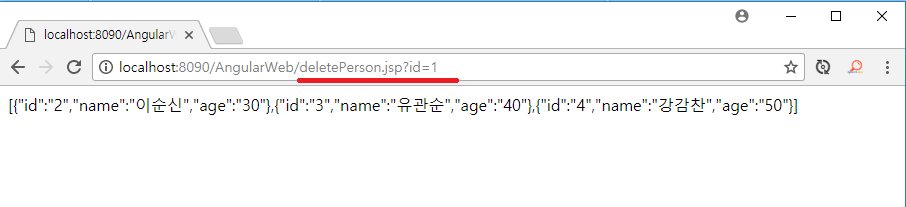 localhost:8090/AngularW
localhost:8090/AngularWeb/deletePerson.jsp?id=1
[{"id":"2","name":"이순신","age":"30"},{"id":"3","name":"유관순","age":"40"},{"id":"4","name":"강감찬","age":"50"}]